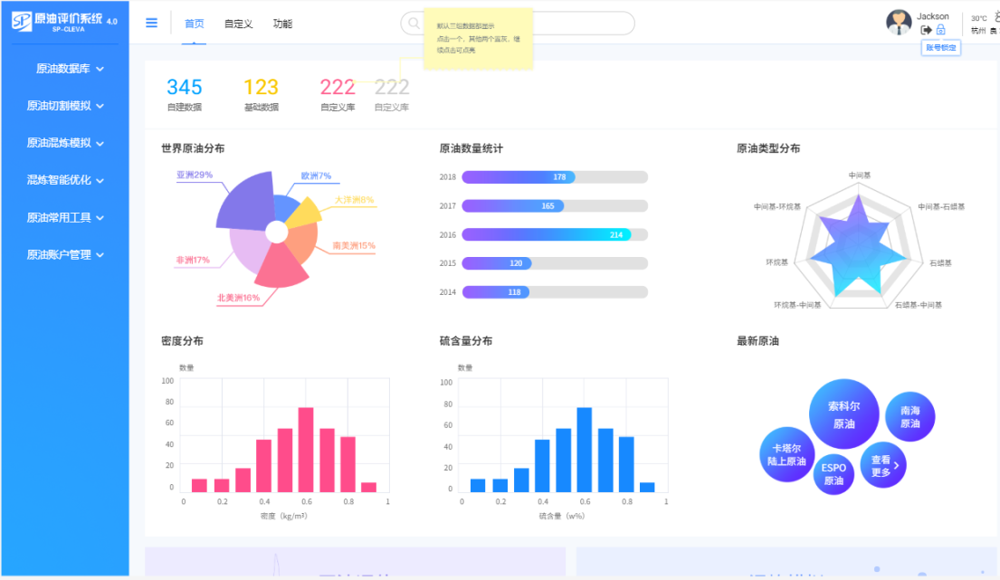 原油评价系统 4.0
SP-CLEVA
首页 自定义 功能
默认三组数据都显示
点击一个，其他两个置灰，继
续点击可点亮
Jackson
30°C
杭州 良
账号锁定
原油数据库
原油切割模拟
原油混炼模拟
混炼智能优化
原油常用工具
原油账户管理
345 123 222 222
自建数据 基础数据 自定义库 自定义库
世界原油分布
亚洲29%
欧洲7%
大洋洲8%
南美洲15%
非洲17%
北美洲16%
原油数量统计
2018 178
2017 165
2016 214
2015 120
2014 118
原油类型分布
中间基
中间基-环烷基 中间基-石蜡基
环烷基 石蜡基
环烷基-中间基 石蜡基-中间基
密度分布
数量
100
80
60
40
20
0
0 0.2 0.4 0.6 0.8 1
密度（kg/m³）
硫含量分布
数量
100
80
60
40
20
0
0 0.2 0.4 0.6 0.8 1
硫含量（w%）
最新原油
索科尔
原油
南海
原油
卡塔尔
陆上原油
ESPO
原油
查看
更多